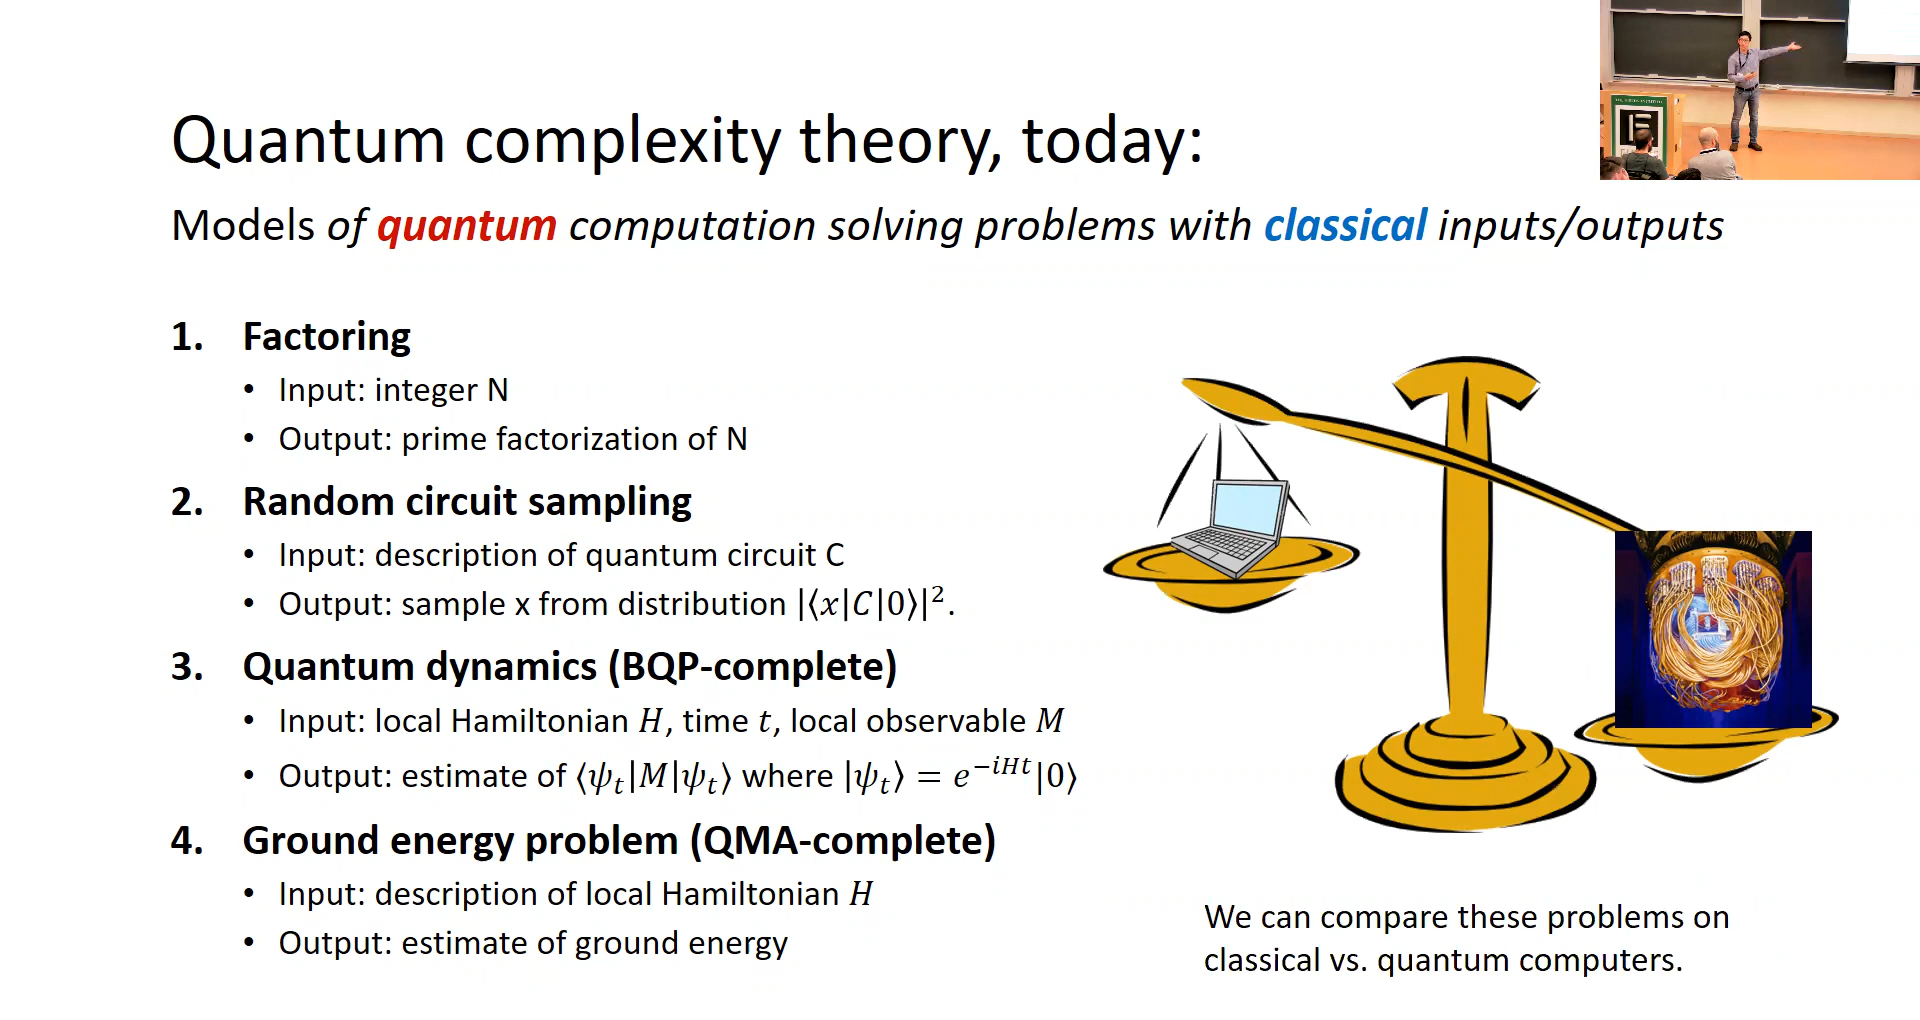 Quantum complexity theory, today:
Models of quantum computation solving problems with classical inputs/outputs
1. Factoring
• Input: integer N
• Output: prime factorization of N
2. Random circuit sampling
• Input: description of quantum circuit C
• Output: sample x from distribution |⟨x|C|0⟩|².
3. Quantum dynamics (BQP-complete)
• Input: local Hamiltonian H, time t, local observable M
• Output: estimate of ⟨ψₜ|M|ψₜ⟩ where |ψₜ⟩ = e^{−iHt}|0⟩
4. Ground energy problem (QMA-complete)
• Input: description of local Hamiltonian H
• Output: estimate of ground energy
We can compare these problems on
classical vs. quantum computers.